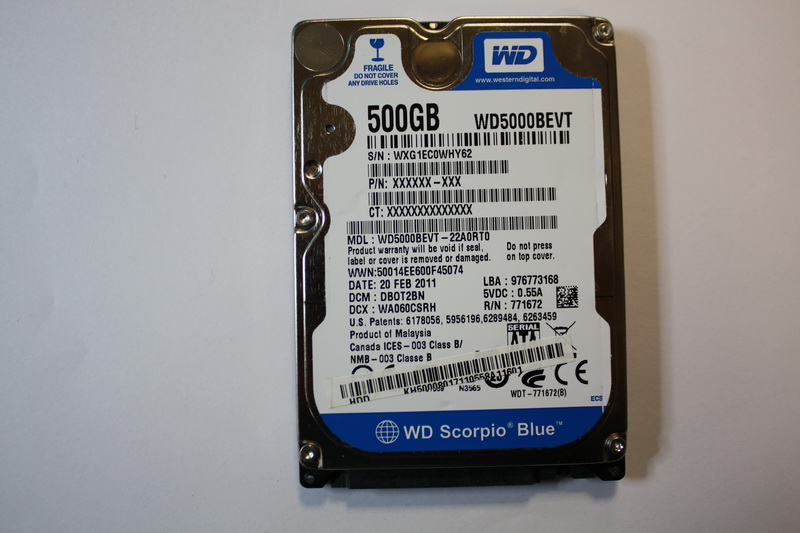 FRAGILE
DO NOT COVER
ANY DRIVE HOLES
WD
www.westerndigital.com
500GB WD5000BEVT
S/N : WXG1EC0WHY62
P/N: XXXXXX-XXX
CT: XXXXXXXXXXXXXX
MDL : WD5000BEVT-22A0RT0
Product warranty will be void if seal,
label or cover is removed or damaged.
Do not press
on top cover.
WWN:50014EE600F45074
DATE: 20 FEB 2011
LBA : 976773168
DCM : DBOT2BN
5VDC : 0.55A
DCX : WA060CSRH
R/N : 771672
U.S. Patents: 6178056, 5956196,6289484, 6263459
Product of Malaysia
SERIAL
ATA
Canada ICES-003 Class B/
NMB-003 Classe B
CE
HDD
N3565
WDT-771672(B)
ECS
WD Scorpio® Blue™